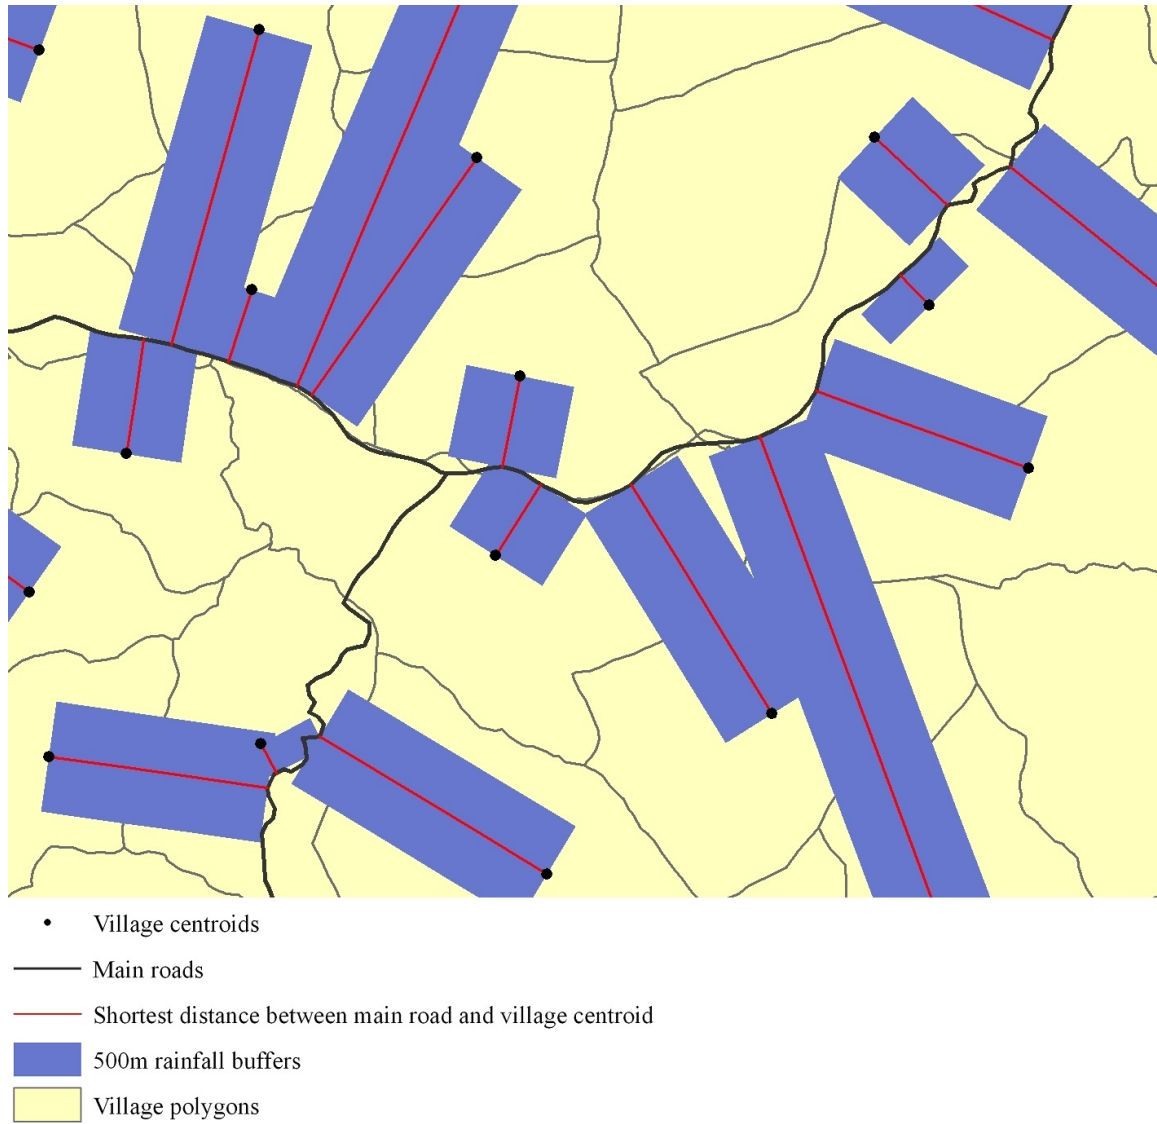 Village centroids
Main roads
Shortest distance between main road and village centroid
500m rainfall buffers
Village polygons